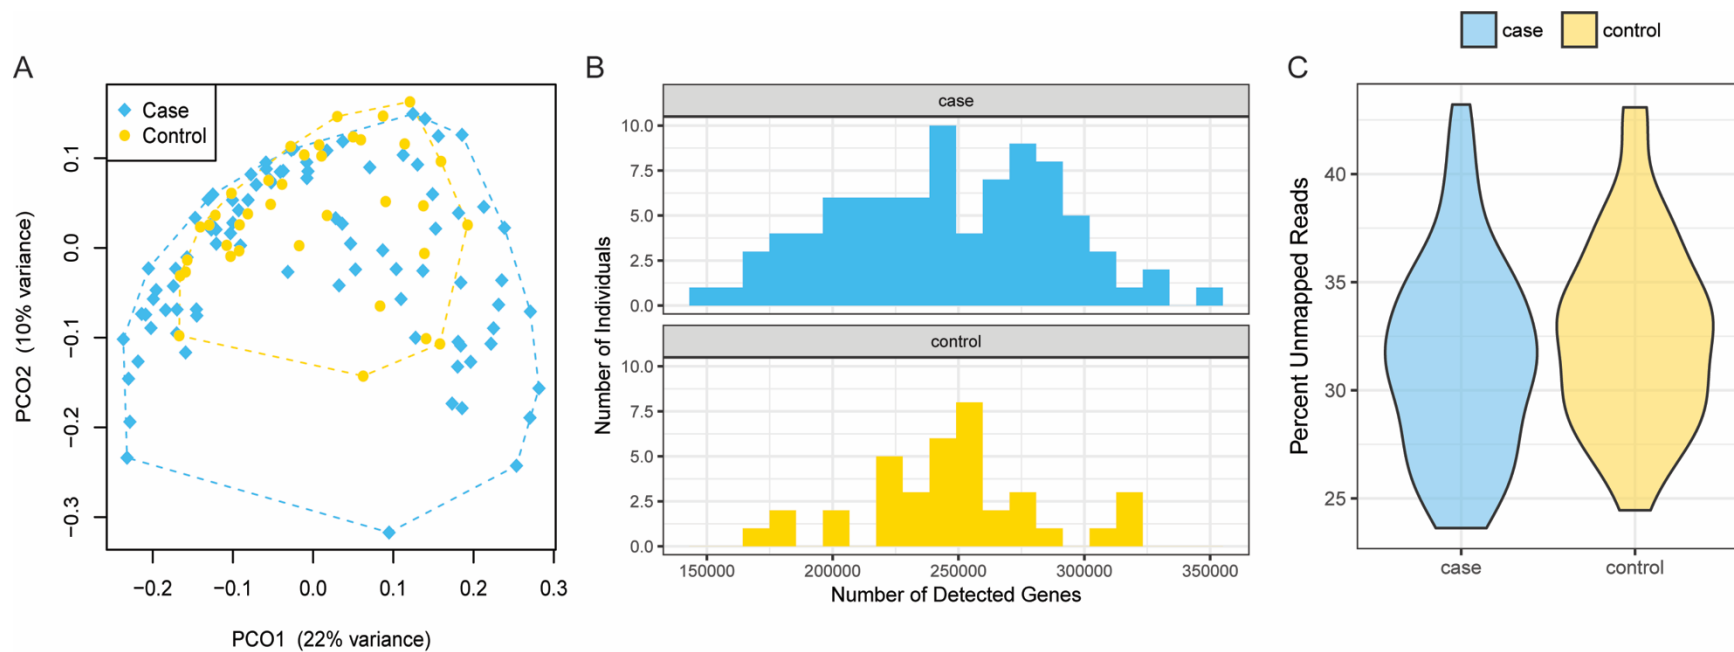 A
Case
Control
PCO2 (10% variance)
0.1
0.0
−0.1
−0.2
−0.3
−0.2 −0.1 0.0 0.1 0.2 0.3
PCO1 (22% variance)
B
case
Number of Individuals
10.0
7.5
5.0
2.5
0.0
control
10.0
7.5
5.0
2.5
0.0
150000 200000 250000 300000 350000
Number of Detected Genes
case control
C
Percent Unmapped Reads
40
35
30
25
case control